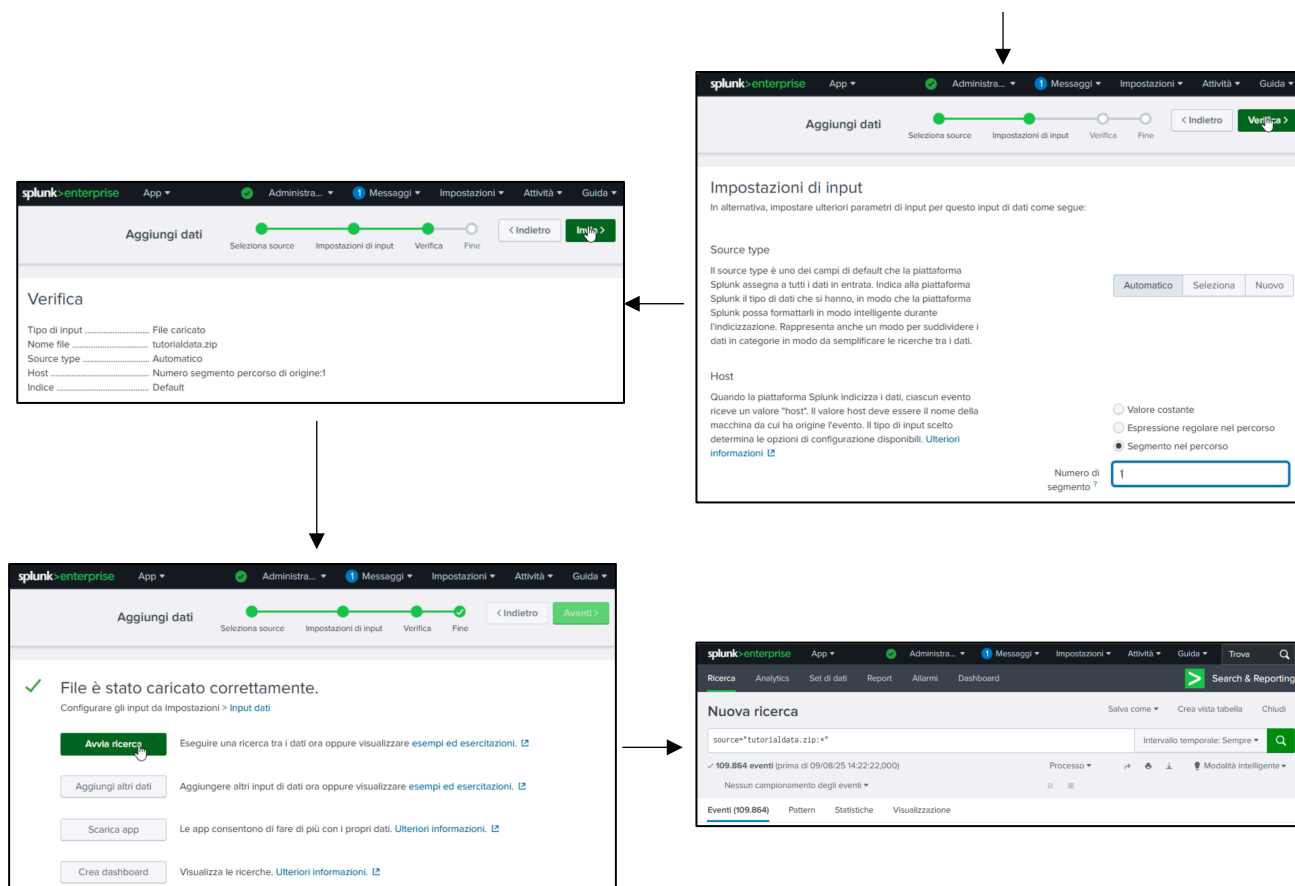 splunk>enterprise App Administra... 1 Messaggi Impostazioni Attività Guida
Aggiungi dati
Seleziona source Impostazioni di input Verifica Fine
< Indietro
Verifica >
Impostazioni di input
In alternativa, impostare ulteriori parametri di input per questo input di dati come segue:
Source type
Il source type è uno dei campi di default che la piattaforma
Splunk assegna a tutti i dati in entrata. Indica alla piattaforma
Splunk il tipo di dati che si hanno, in modo che la piattaforma
Splunk possa formattarli in modo intelligente durante
l'indicizzazione. Rappresenta anche un modo per suddividere i
dati in categorie in modo da semplificare le ricerche tra i dati.
Automatico Seleziona Nuovo
Host
Quando la piattaforma Splunk indicizza i dati, ciascun evento
riceve un valore "host". Il valore host deve essere il nome della
macchina da cui ha origine l'evento. Il tipo di input scelto
determina le opzioni di configurazione disponibili. Ulteriori
informazioni
Valore costante
Espressione regolare nel percorso
Segmento nel percorso
Numero di
segmento ?
1
splunk>enterprise App Administra... 1 Messaggi Impostazioni Attività Guida
Aggiungi dati
Seleziona source Impostazioni di input Verifica Fine
< Indietro
Invia >
Verifica
Tipo di input ............................ File caricato
Nome file ................................. tutorialdata.zip
Source type ............................. Automatico
Host .......................................... Numero segmento percorso di origine:1
Indice ........................................ Default
splunk>enterprise App Administra... 1 Messaggi Impostazioni Attività Guida
Aggiungi dati
Seleziona source Impostazioni di input Verifica Fine
< Indietro
Avanti >
File è stato caricato correttamente.
Configurare gli input da Impostazioni > Input dati
Avvia ricerca Eseguire una ricerca tra i dati ora oppure visualizzare esempi ed esercitazioni.
Aggiungi altri dati Aggiungere altri input di dati ora oppure visualizzare esempi ed esercitazioni.
Scarica app Le app consentono di fare di più con i propri dati. Ulteriori informazioni.
Crea dashboard Visualizza le ricerche. Ulteriori informazioni.
splunk>enterprise App Administra... 1 Messaggi Impostazioni Attività Guida Trova
Ricerca Analytics Set di dati Report Allarmi Dashboard > Search & Reporting
Nuova ricerca Salva come Crea vista tabella Chiudi
source="tutorialdata.zip:*" Intervallo temporale: Sempre
109.864 eventi (prima di 09/08/25 14:22:22,000) Processo Modalità intelligente
Nessun campionamento degli eventi
Eventi (109.864) Pattern Statistiche Visualizzazione